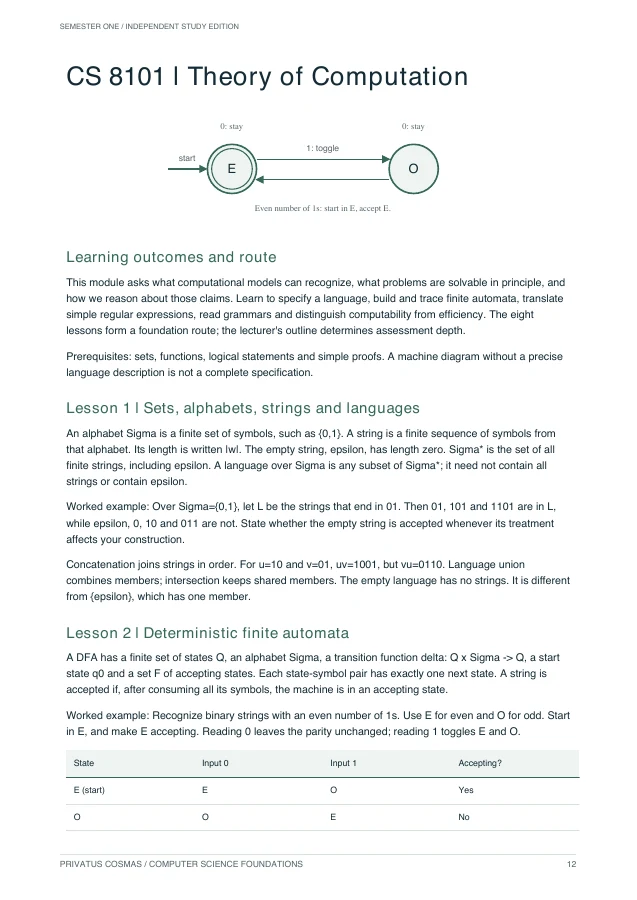 SEMESTER ONE / INDEPENDENT STUDY EDITION
CS 8101 | Theory of Computation
0: stay
0: stay
1: toggle
start
E
O
Even number of 1s: start in E, accept E.
Learning outcomes and route
This module asks what computational models can recognize, what problems are solvable in principle, and
how we reason about those claims. Learn to specify a language, build and trace finite automata, translate
simple regular expressions, read grammars and distinguish computability from efficiency. The eight
lessons form a foundation route; the lecturer's outline determines assessment depth.
Prerequisites: sets, functions, logical statements and simple proofs. A machine diagram without a precise
language description is not a complete specification.
Lesson 1 | Sets, alphabets, strings and languages
An alphabet Sigma is a finite set of symbols, such as {0,1}. A string is a finite sequence of symbols from
that alphabet. Its length is written |w|. The empty string, epsilon, has length zero. Sigma* is the set of all
finite strings, including epsilon. A language over Sigma is any subset of Sigma*; it need not contain all
strings or contain epsilon.
Worked example: Over Sigma={0,1}, let L be the strings that end in 01. Then 01, 101 and 1101 are in L,
while epsilon, 0, 10 and 011 are not. State whether the empty string is accepted whenever its treatment
affects your construction.
Concatenation joins strings in order. For u=10 and v=01, uv=1001, but vu=0110. Language union
combines members; intersection keeps shared members. The empty language has no strings. It is different
from {epsilon}, which has one member.
Lesson 2 | Deterministic finite automata
A DFA has a finite set of states Q, an alphabet Sigma, a transition function delta: Q x Sigma -> Q, a start
state q0 and a set F of accepting states. Each state-symbol pair has exactly one next state. A string is
accepted if, after consuming all its symbols, the machine is in an accepting state.
Worked example: Recognize binary strings with an even number of 1s. Use E for even and O for odd. Start
in E, and make E accepting. Reading 0 leaves the parity unchanged; reading 1 toggles E and O.
State Input 0 Input 1 Accepting?
E (start) E O Yes
O O E No
PRIVATUS COSMAS / COMPUTER SCIENCE FOUNDATIONS 12